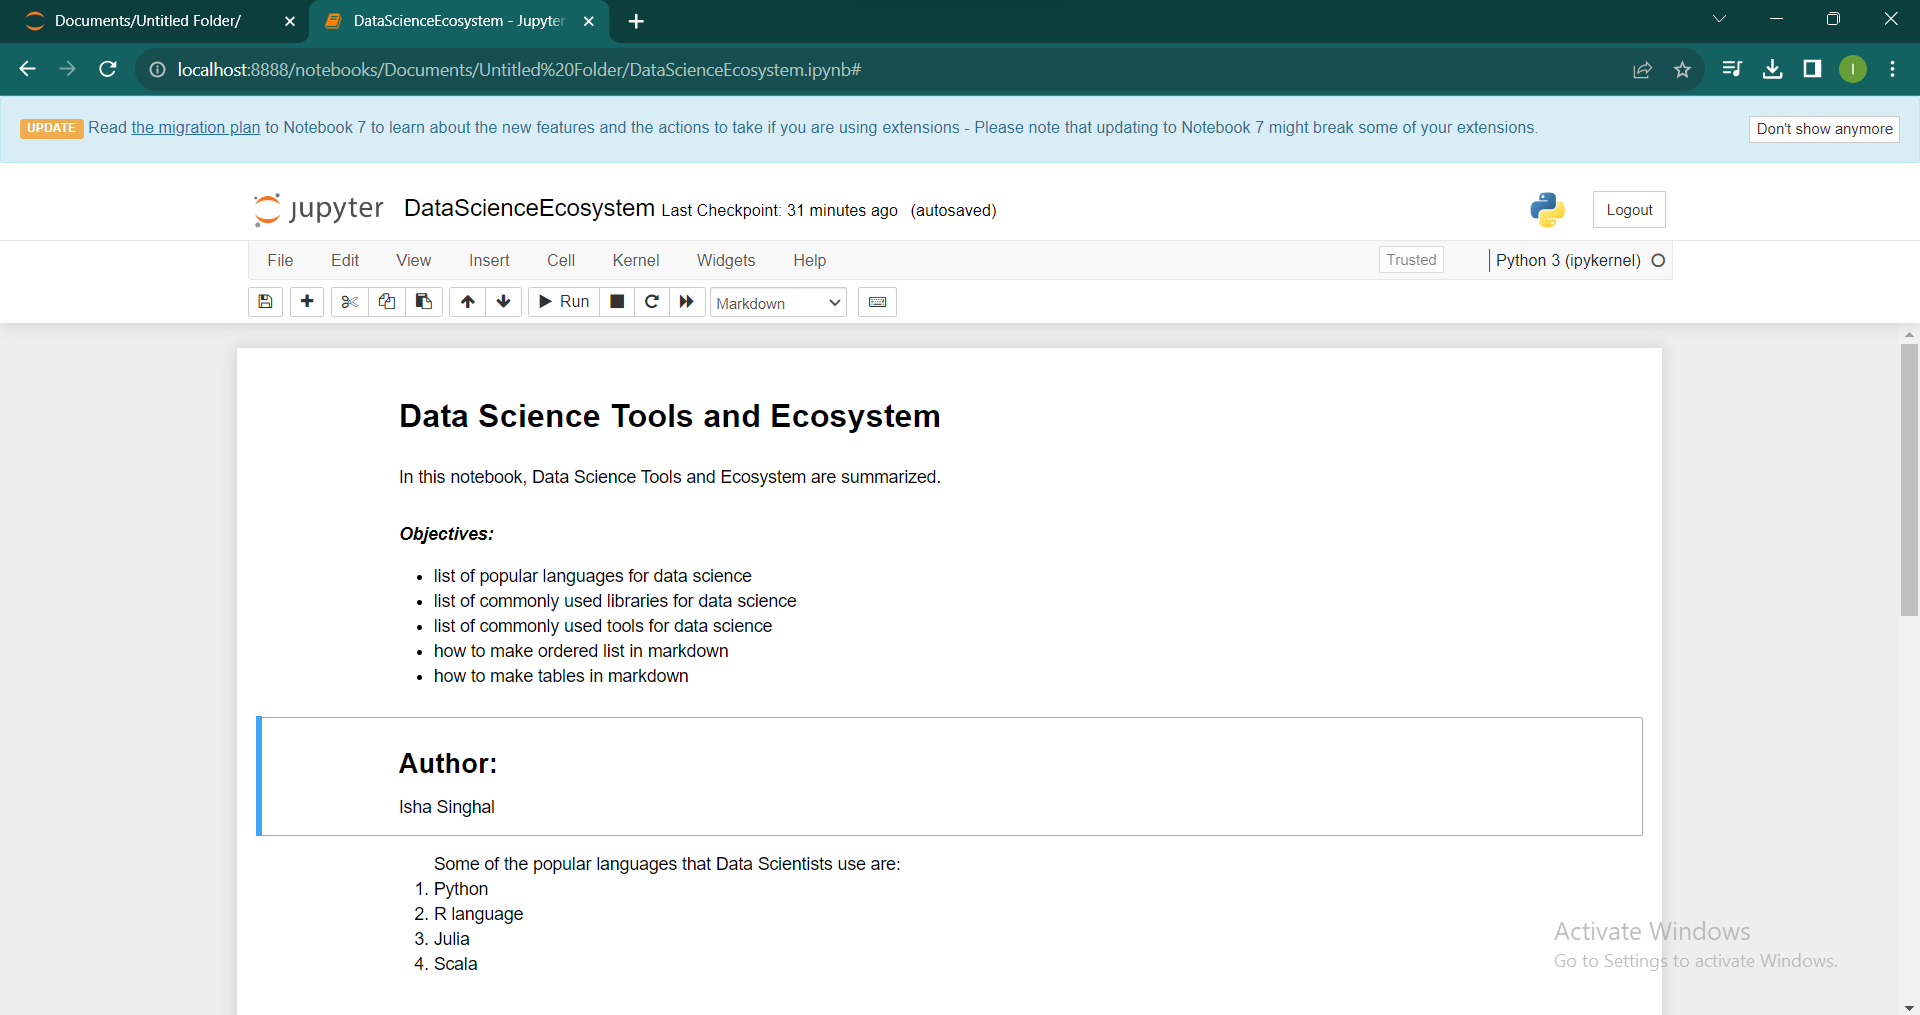 Documents/Untitled Folder/
DataScienceEcosystem - Jupyter
localhost:8888/notebooks/Documents/Untitled%20Folder/DataScienceEcosystem.ipynb#
I
UPDATE Read the migration plan to Notebook 7 to learn about the new features and the actions to take if you are using extensions - Please note that updating to Notebook 7 might break some of your extensions.
Don't show anymore
jupyter DataScienceEcosystem Last Checkpoint: 31 minutes ago (autosaved)
Logout
File Edit View Insert Cell Kernel Widgets Help
Trusted
Python 3 (ipykernel)
Run
Markdown
Data Science Tools and Ecosystem
In this notebook, Data Science Tools and Ecosystem are summarized.
Objectives:
• list of popular languages for data science
• list of commonly used libraries for data science
• list of commonly used tools for data science
• how to make ordered list in markdown
• how to make tables in markdown
Author:
Isha Singhal
Some of the popular languages that Data Scientists use are:
1. Python
2. R language
3. Julia
4. Scala
Activate Windows
Go to Settings to activate Windows.